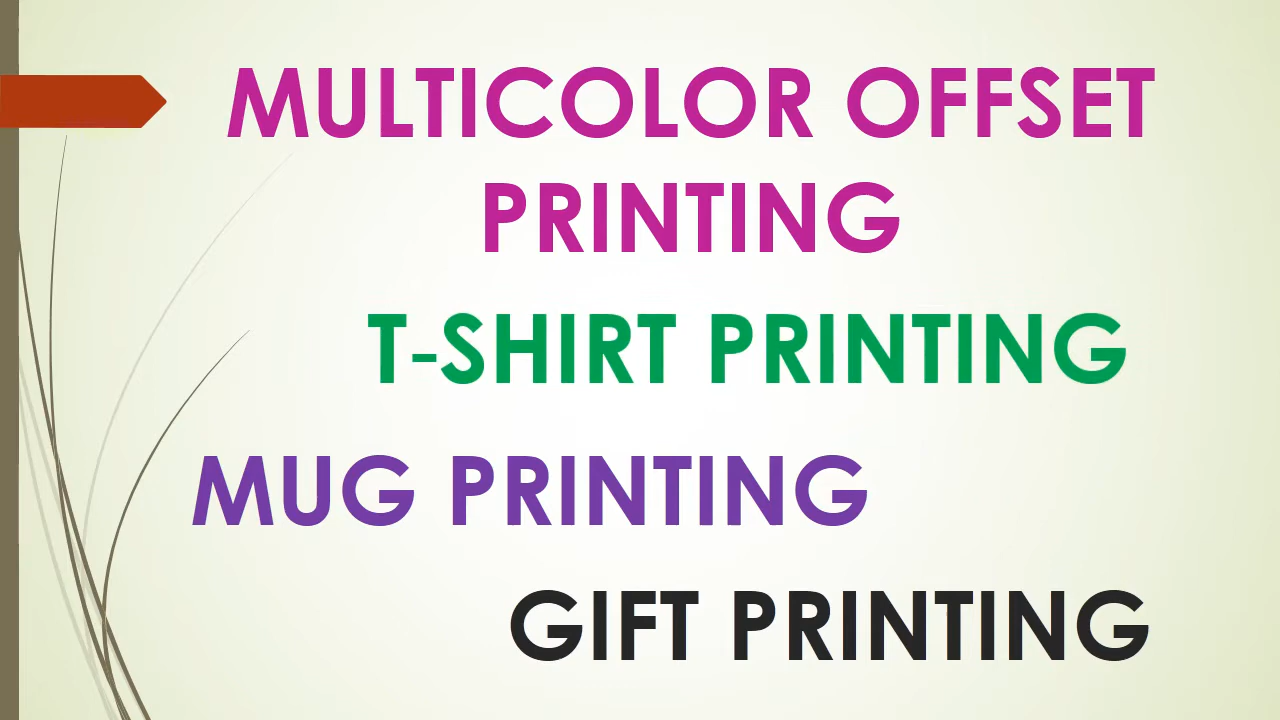 MULTICOLOR OFFSET
PRINTING
T-SHIRT PRINTING
MUG PRINTING
GIFT PRINTING